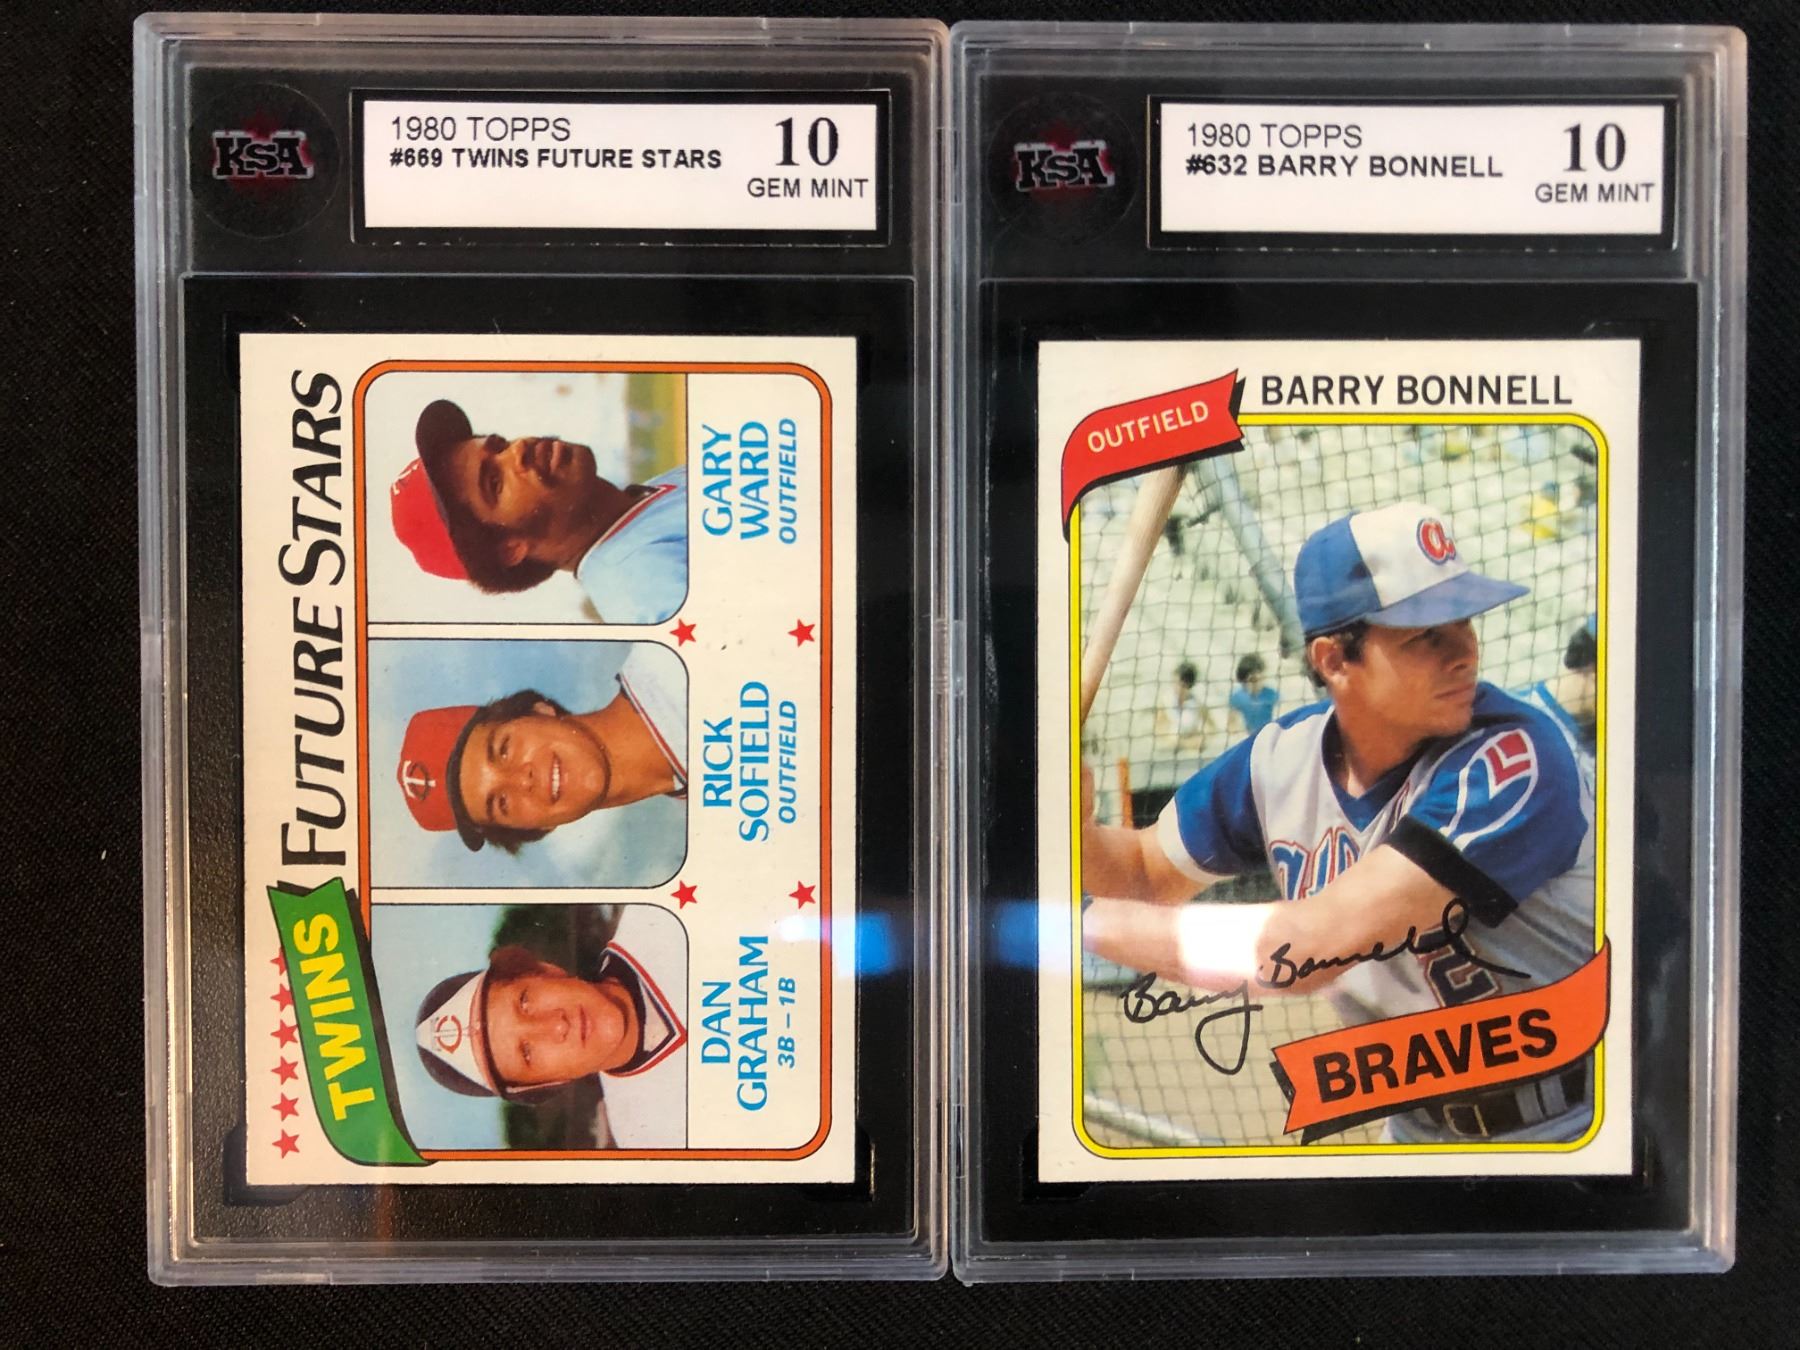 KSA
1980 TOPPS
#669 TWINS FUTURE STARS
10
GEM MINT
TWINS FUTURE STARS
DAN
GRAHAM
3B – 1B
RICK
SOFIELD
OUTFIELD
GARY
WARD
OUTFIELD
KSA
1980 TOPPS
#632 BARRY BONNELL
10
GEM MINT
OUTFIELD
BARRY BONNELL
a
Barry Bonnell
2
BRAVES